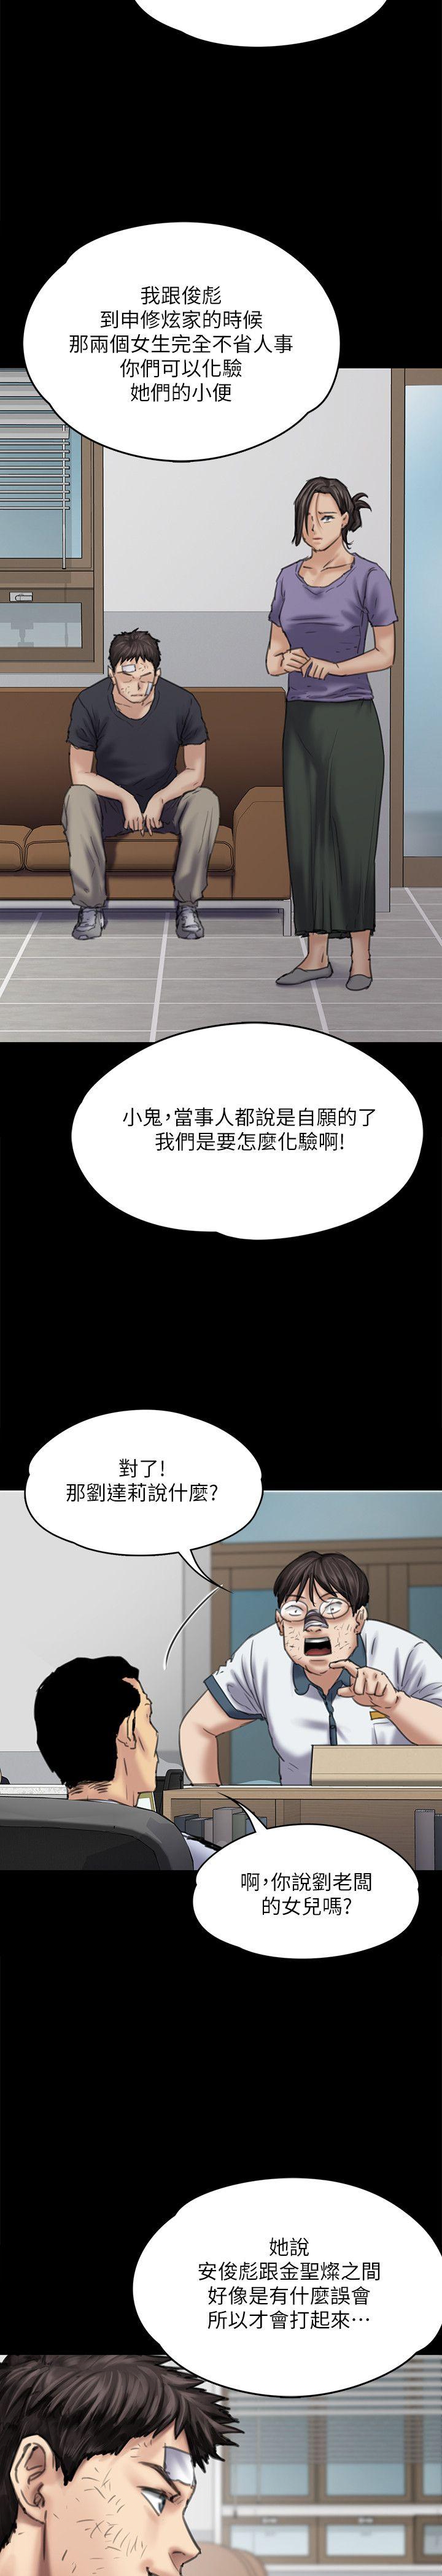 我跟俊彪
到申修炫家的時候
那兩個女生完全不省人事
你們可以化驗
她們的小便
小鬼，當事人都說是自願的了
我們是要怎麼化驗啊!
對了!
那劉達莉說什麼?
啊，你說劉老闆
的女兒嗎?
她說
安俊彪跟金聖燦之間
好像是有什麼誤會
所以才會打起來…